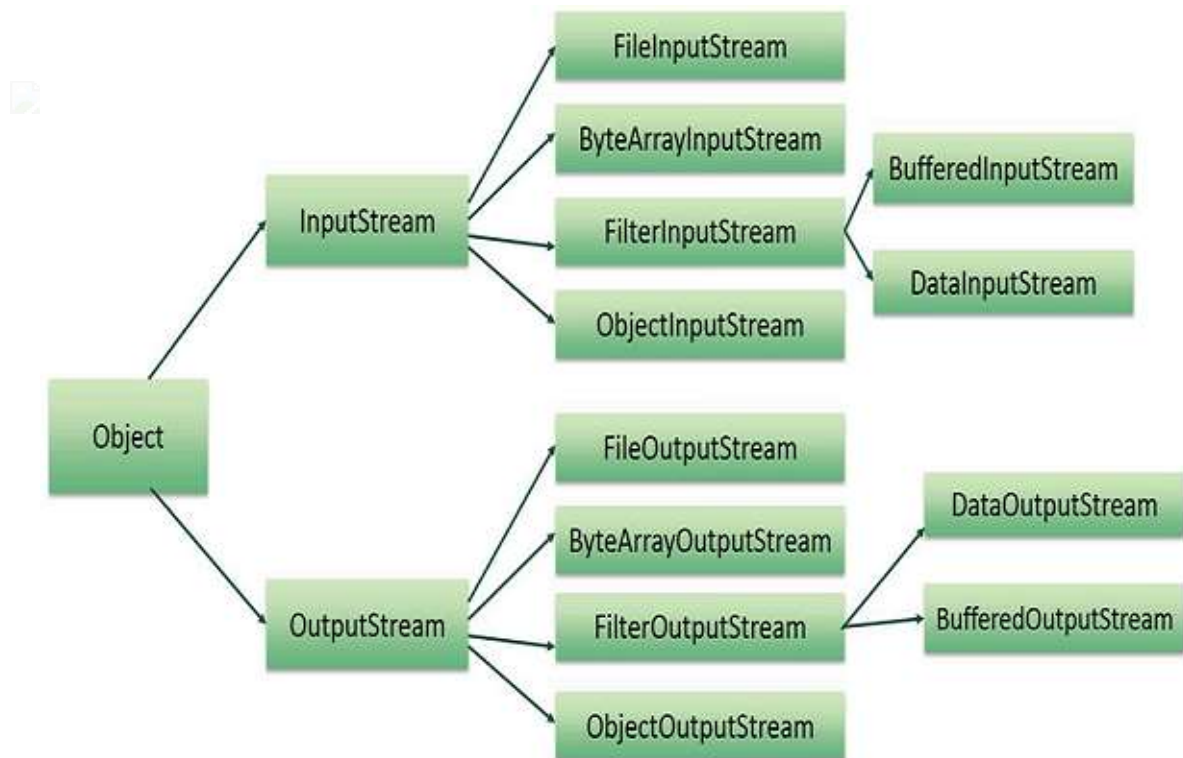 FileInputStream
ByteArrayInputStream
BufferedInputStream
InputStream
FilterInputStream
DataInputStream
ObjectInputStream
Object
FileOutputStream
DataOutputStream
ByteArrayOutputStream
OutputStream
FilterOutputStream
BufferedOutputStream
ObjectOutputStream